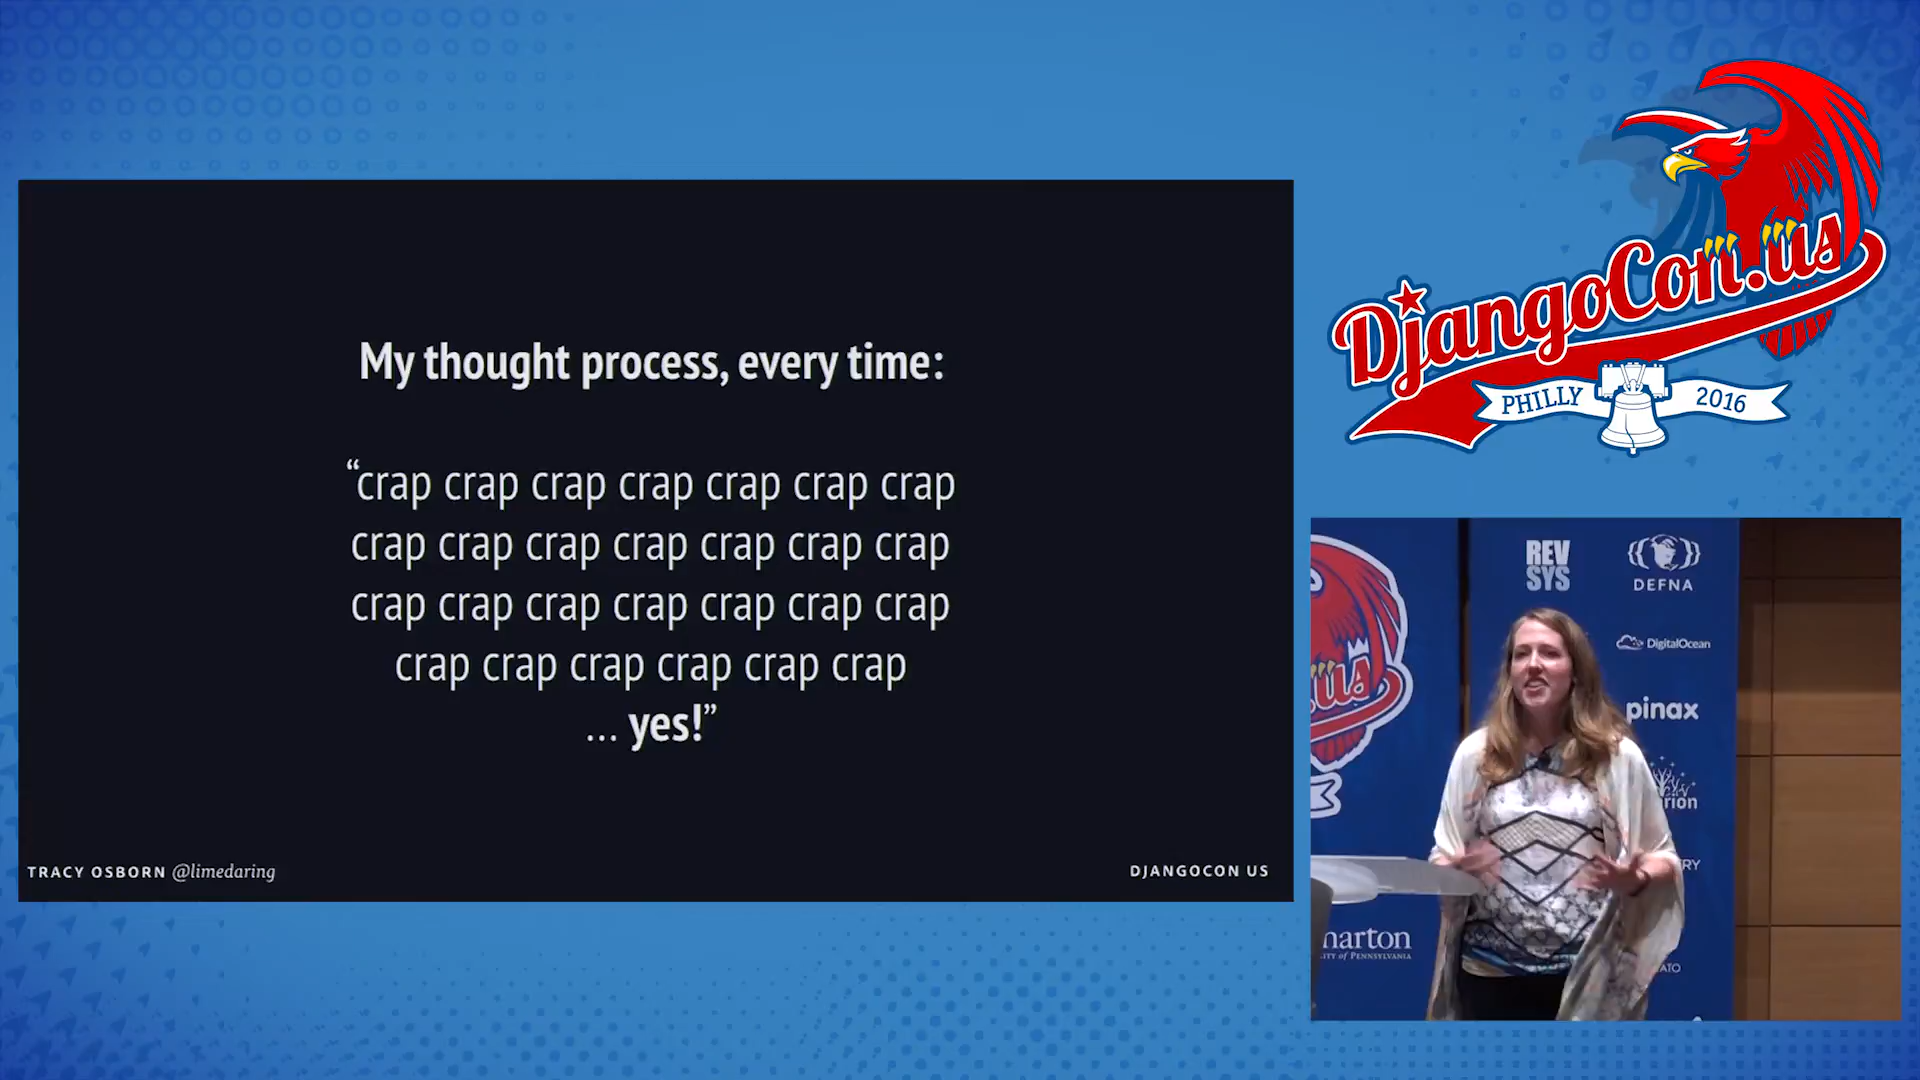 My thought process, every time:
“crap crap crap crap crap crap crap
crap crap crap crap crap crap crap
crap crap crap crap crap crap crap
crap crap crap crap crap crap
... yes!”
TRACY OSBORN @limedaring
DJANGOCON US
DjangoCon.us
PHILLY 2016
REV
SYS
DEFNA
DigitalOcean
pinax
us